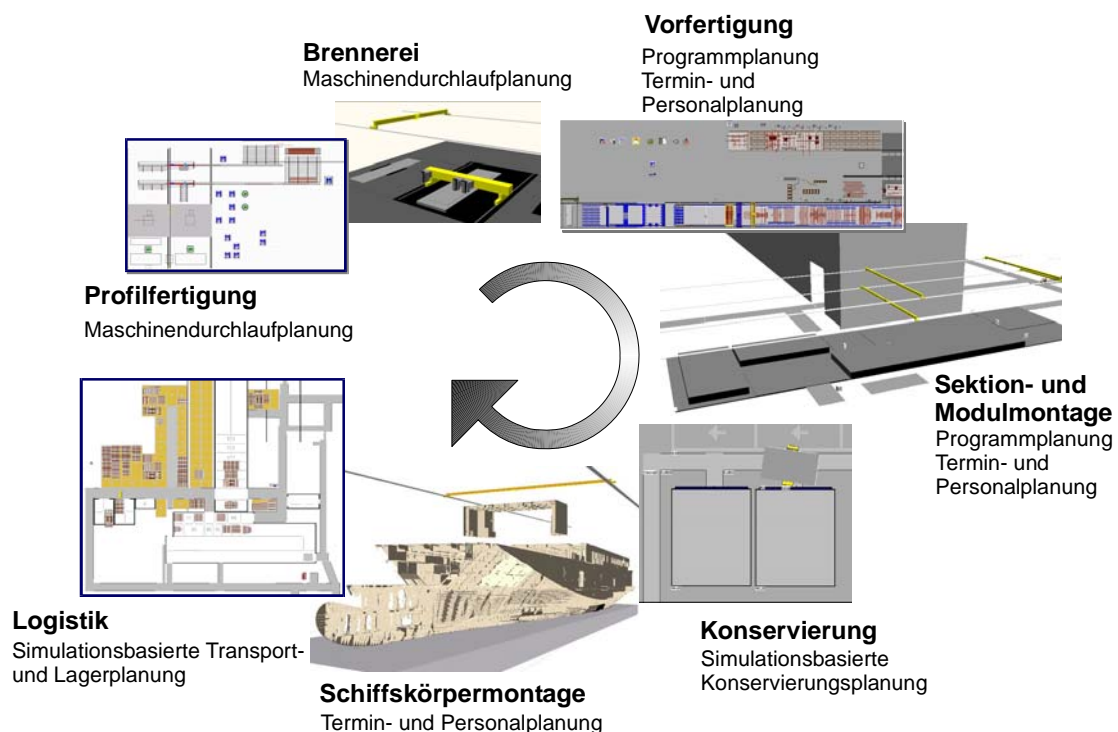 Vorfertigung
Programmplanung
Termin- und
Personalplanung
Brennerei
Maschinendurchlaufplanung
Profilfertigung
Maschinendurchlaufplanung
Sektion- und
Modulmontage
Programmplanung
Termin- und
Personalplanung
Logistik
Simulationsbasierte Transport-
und Lagerplanung
Schiffskörpermontage
Termin- und Personalplanung
Konservierung
Simulationsbasierte
Konservierungsplanung